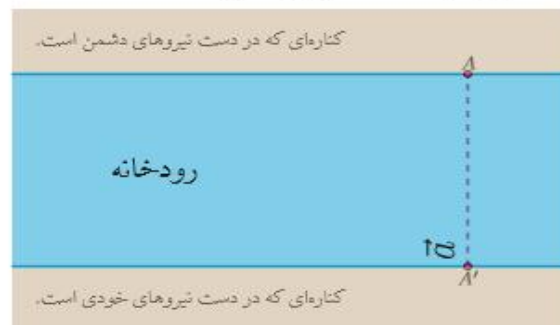 کناره‌ای که در دست نیروهای دشمن است.
A
رودخانه
A'
کناره‌ای که در دست نیروهای خودی است.